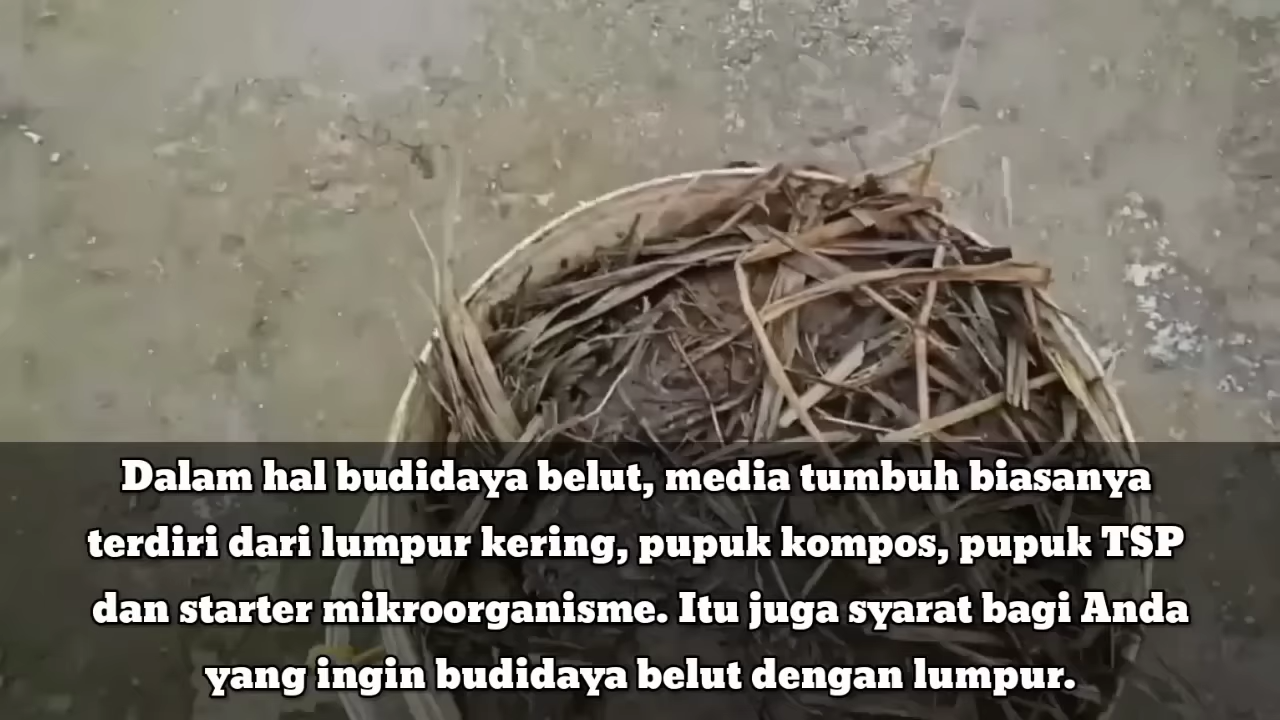 Dalam hal budidaya belut, media tumbuh biasanya
terdiri dari lumpur kering, pupuk kompos, pupuk TSP
dan starter mikroorganisme. Itu juga syarat bagi Anda
yang ingin budidaya belut dengan lumpur.